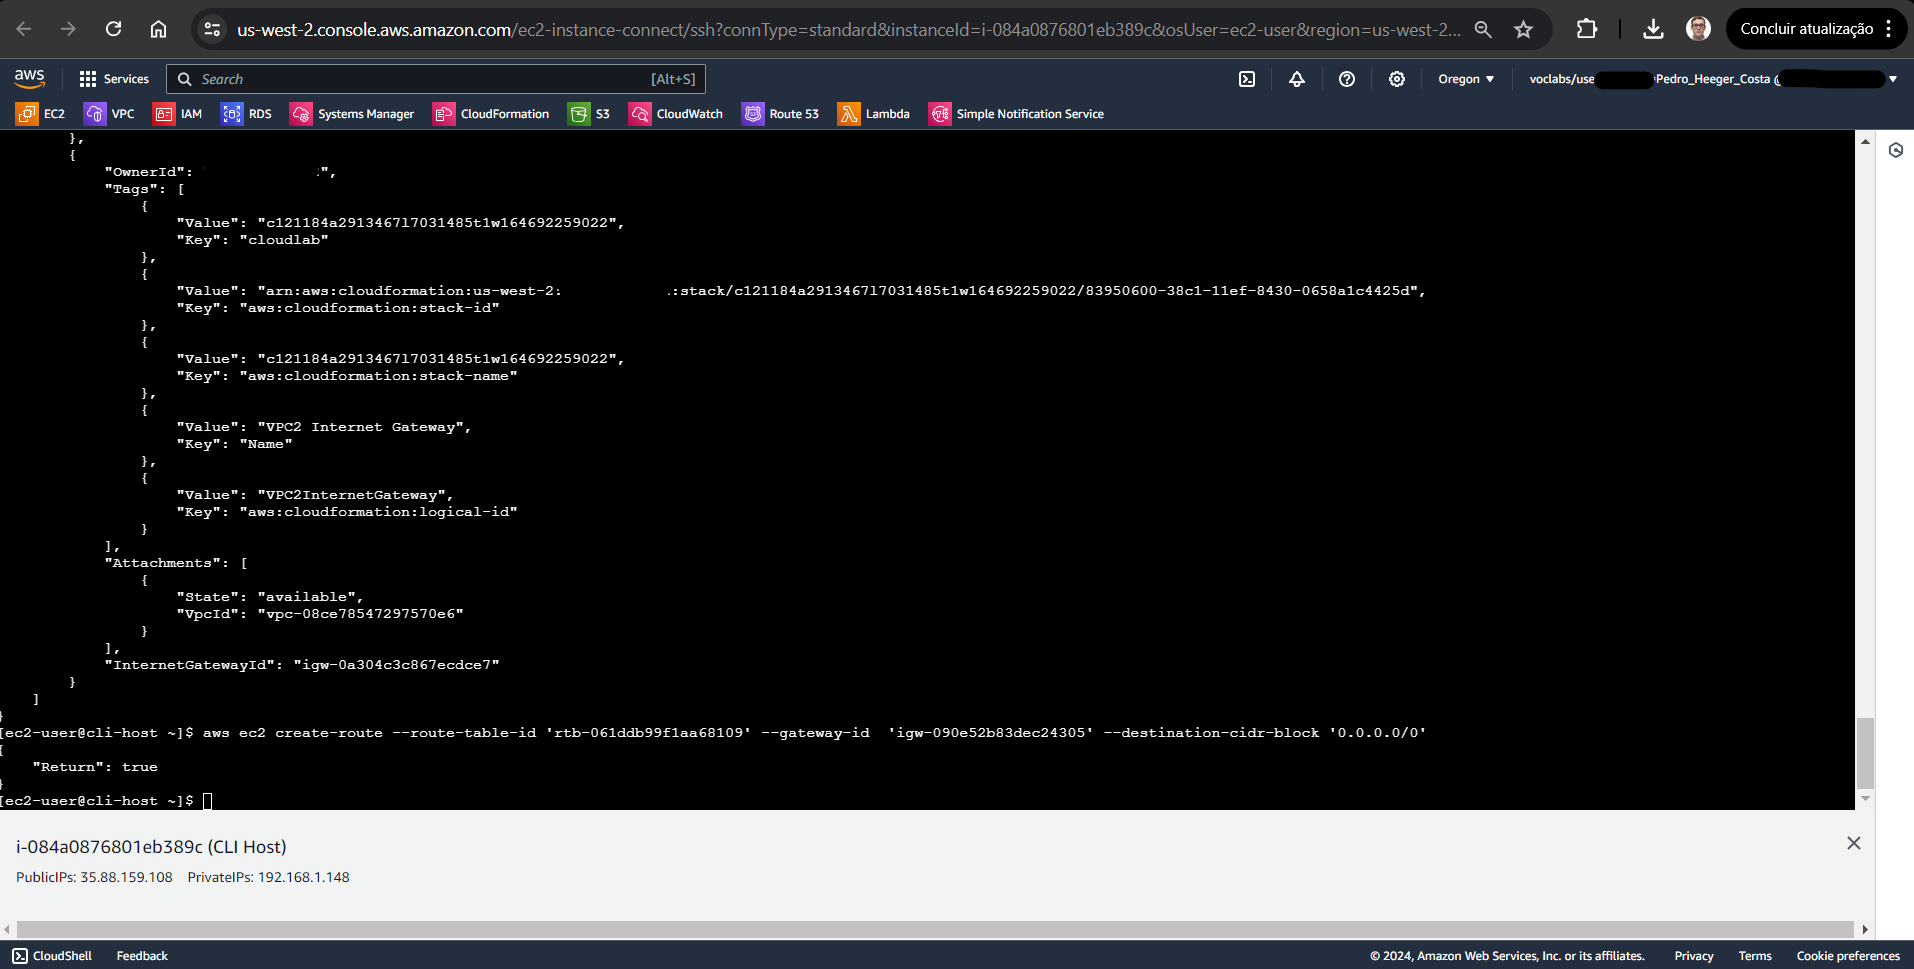 us-west-2.console.aws.amazon.com/ec2-instance-connect/ssh?connType=standard&instanceId=i-084a0876801eb389c&osUser=ec2-user&region=us-west-2...
Concluir atualização
aws
Services
Search
[Alt+S]
Oregon
voclabs/use
Pedro_Heeger_Costa @
EC2
VPC
IAM
RDS
Systems Manager
CloudFormation
S3
CloudWatch
Route 53
Lambda
Simple Notification Service
},
{
"OwnerId": ",
"Tags": [
{
"Value": "c121184a2913467l7031485t1w164692259022",
"Key": "cloudlab"
},
{
"Value": "arn:aws:cloudformation:us-west-2: :stack/c121184a2913467l7031485t1w164692259022/83950600-38c1-11ef-8430-0658a1c4425d",
"Key": "aws:cloudformation:stack-id"
},
{
"Value": "c121184a2913467l7031485t1w164692259022",
"Key": "aws:cloudformation:stack-name"
},
{
"Value": "VPC2 Internet Gateway",
"Key": "Name"
},
{
"Value": "VPC2InternetGateway",
"Key": "aws:cloudformation:logical-id"
}
],
"Attachments": [
{
"State": "available",
"VpcId": "vpc-08ce78547297570e6"
}
],
"InternetGatewayId": "igw-0a304c3c867ecdce7"
}
]
}
[ec2-user@cli-host ~]$ aws ec2 create-route --route-table-id 'rtb-061ddb99f1aa68109' --gateway-id  'igw-090e52b83dec24305' --destination-cidr-block '0.0.0.0/0'
{
"Return": true
}
[ec2-user@cli-host ~]$
i-084a0876801eb389c (CLI Host)
PublicIPs: 35.88.159.108 PrivateIPs: 192.168.1.148
CloudShell
Feedback
© 2024, Amazon Web Services, Inc. or its affiliates.
Privacy
Terms
Cookie preferences